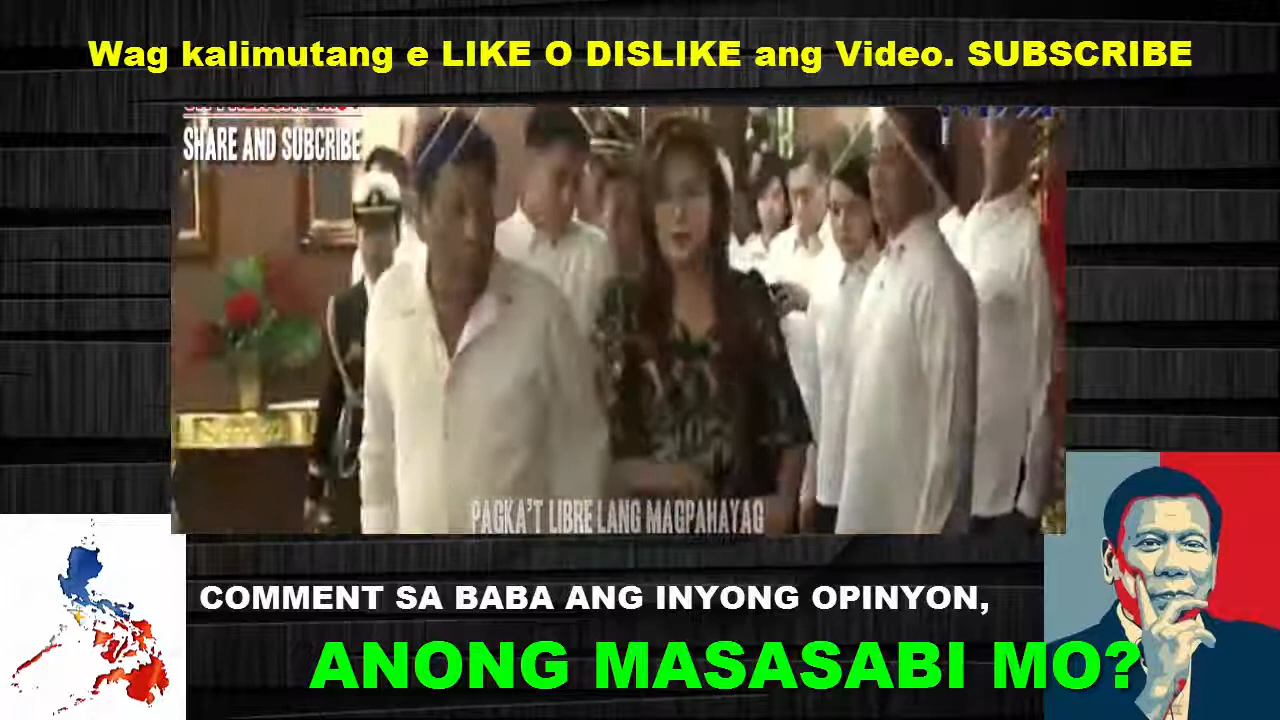 Wag kalimutang e LIKE O DISLIKE ang Video. SUBSCRIBE
SHARE AND SUBCRIBE
PAGKA'T LIBRE LANG MAGPAHAYAG
COMMENT SA BABA ANG INYONG OPINYON,
ANONG MASASABI MO?